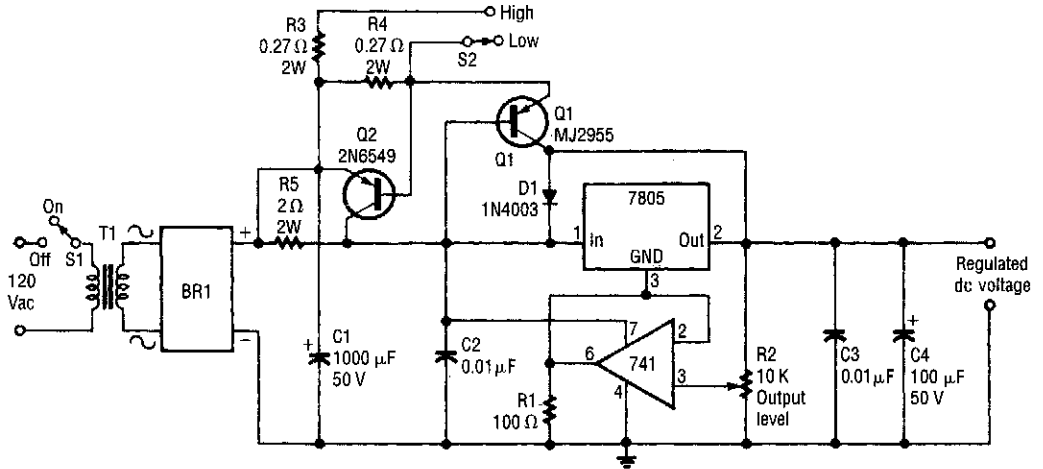 High
R3
0.27 Ω
2W
R4
0.27 Ω
2W
Low
S2
Q1
MJ2955
Q1
Q2
2N6549
R5
2 Ω
2W
D1
1N4003
7805
1
In
Out
2
GND
3
On
Off
S1
T1
120
Vac
BR1
+
–
Regulated
dc voltage
+
C1
1000 µF
50 V
C2
0.01 µF
7
2
6
741
3
4
R1
100 Ω
R2
10 K
Output
level
C3
0.01 µF
+
C4
100 µF
50 V